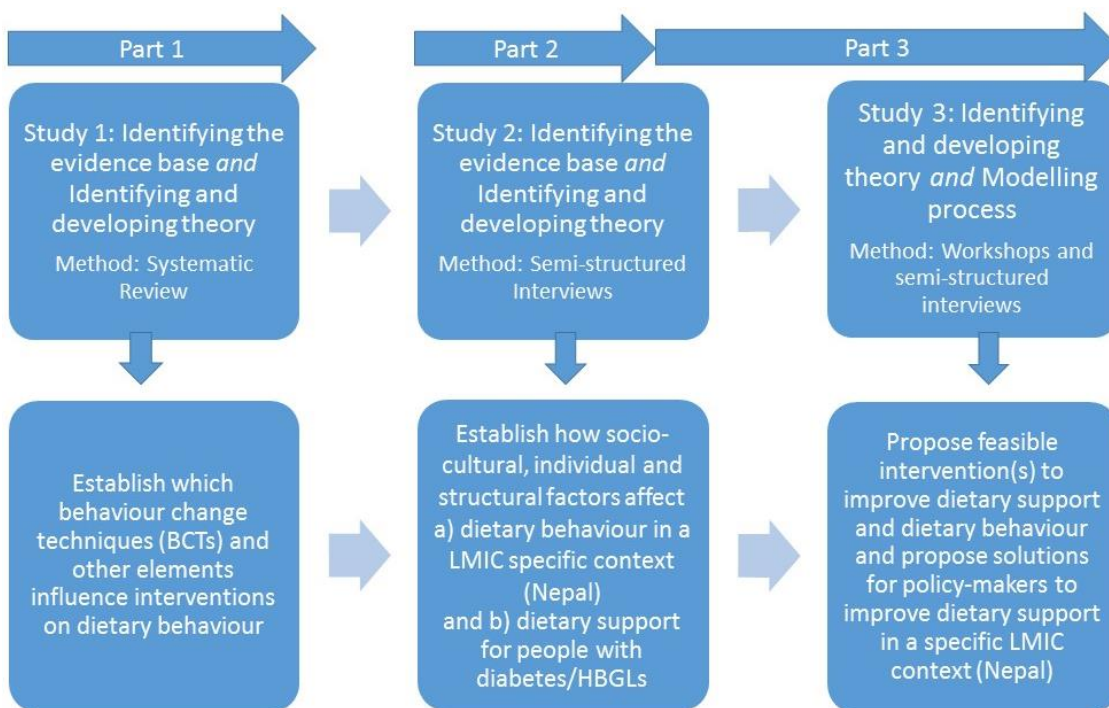 Part 1
Part 2
Part 3
Study 1: Identifying the
evidence base and
Identifying and
developing theory
Method: Systematic
Review
Study 2: Identifying the
evidence base and
Identifying and
developing theory
Method: Semi-structured
Interviews
Study 3: Identifying
and developing
theory and Modelling
process
Method: Workshops and
semi-structured
interviews
Establish which
behaviour change
techniques (BCTs) and
other elements
influence interventions
on dietary behaviour
Establish how socio-
cultural, individual and
structural factors affect
a) dietary behaviour in a
LMIC specific context
(Nepal)
and b) dietary support
for people with
diabetes/HBGLs
Propose feasible
intervention(s) to
improve dietary support
and dietary behaviour
and propose solutions
for policy-makers to
improve dietary support
in a specific LMIC
context (Nepal)